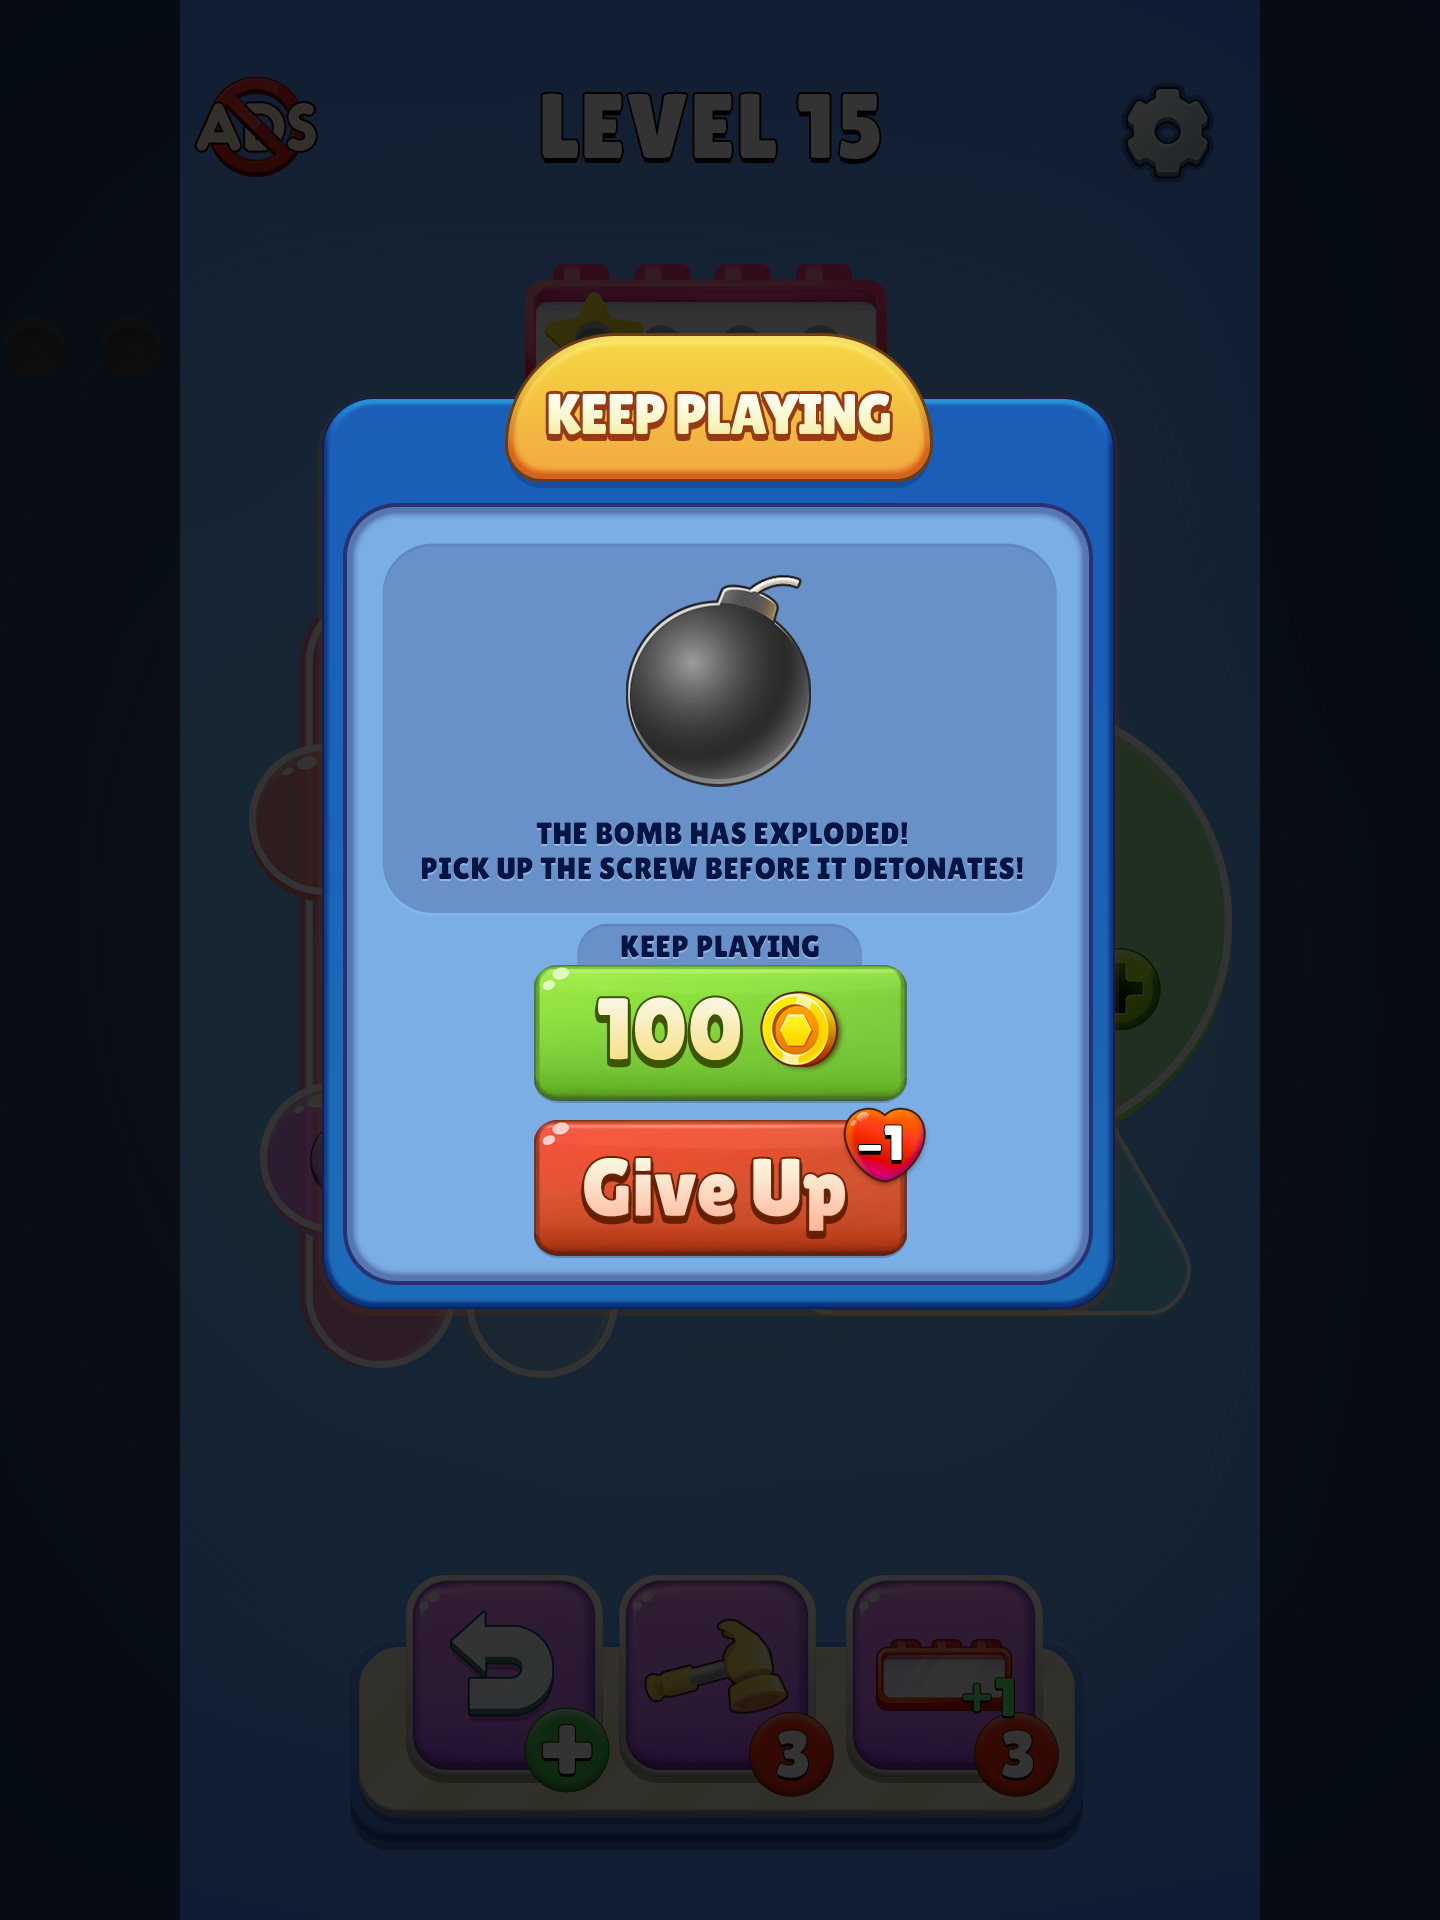 ADS
LEVEL 15
KEEP PLAYING
THE BOMB HAS EXPLODED!
PICK UP THE SCREW BEFORE IT DETONATES!
KEEP PLAYING
100
-1
Give Up
+1
3
3